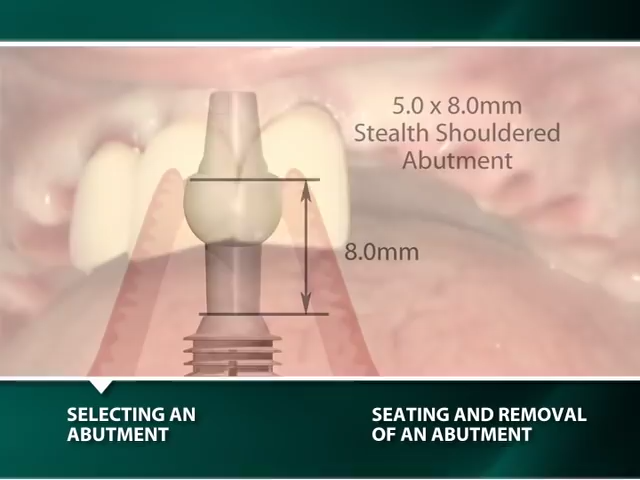 5.0 x 8.0mm
Stealth Shouldered
Abutment
8.0mm
SELECTING AN
ABUTMENT
SEATING AND REMOVAL
OF AN ABUTMENT